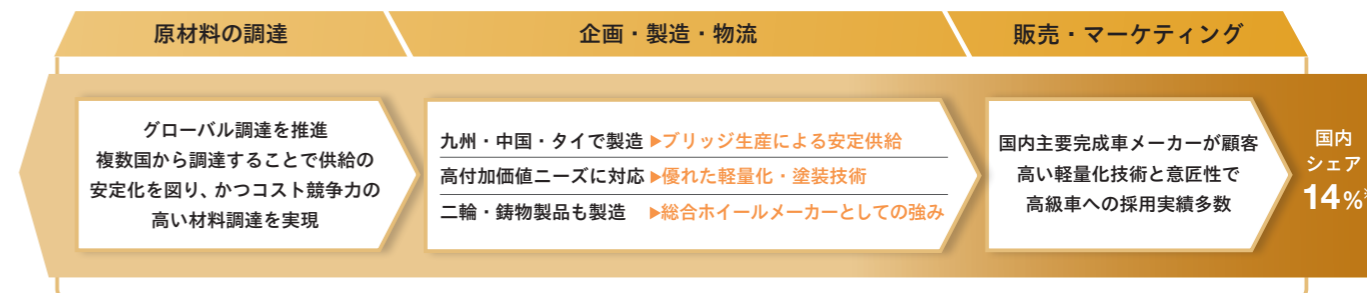 原材料の調達
企画・製造・物流
販売・マーケティング
グローバル調達を推進
複数国から調達することで供給の
安定化を図り、かつコスト競争力の
高い材料調達を実現
九州・中国・タイで製造 ▶ブリッジ生産による安定供給
高付加価値ニーズに対応 ▶優れた軽量化・塗装技術
二輪・鋳物製品も製造 ▶総合ホイールメーカーとしての強み
国内主要完成車メーカーが顧客
高い軽量化技術と意匠性で
高級車への採用実績多数
国内
シェア
14%